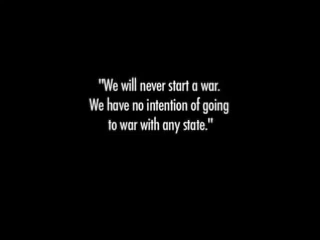 "We will never start a war.
We have no intention of going
to war with any state."